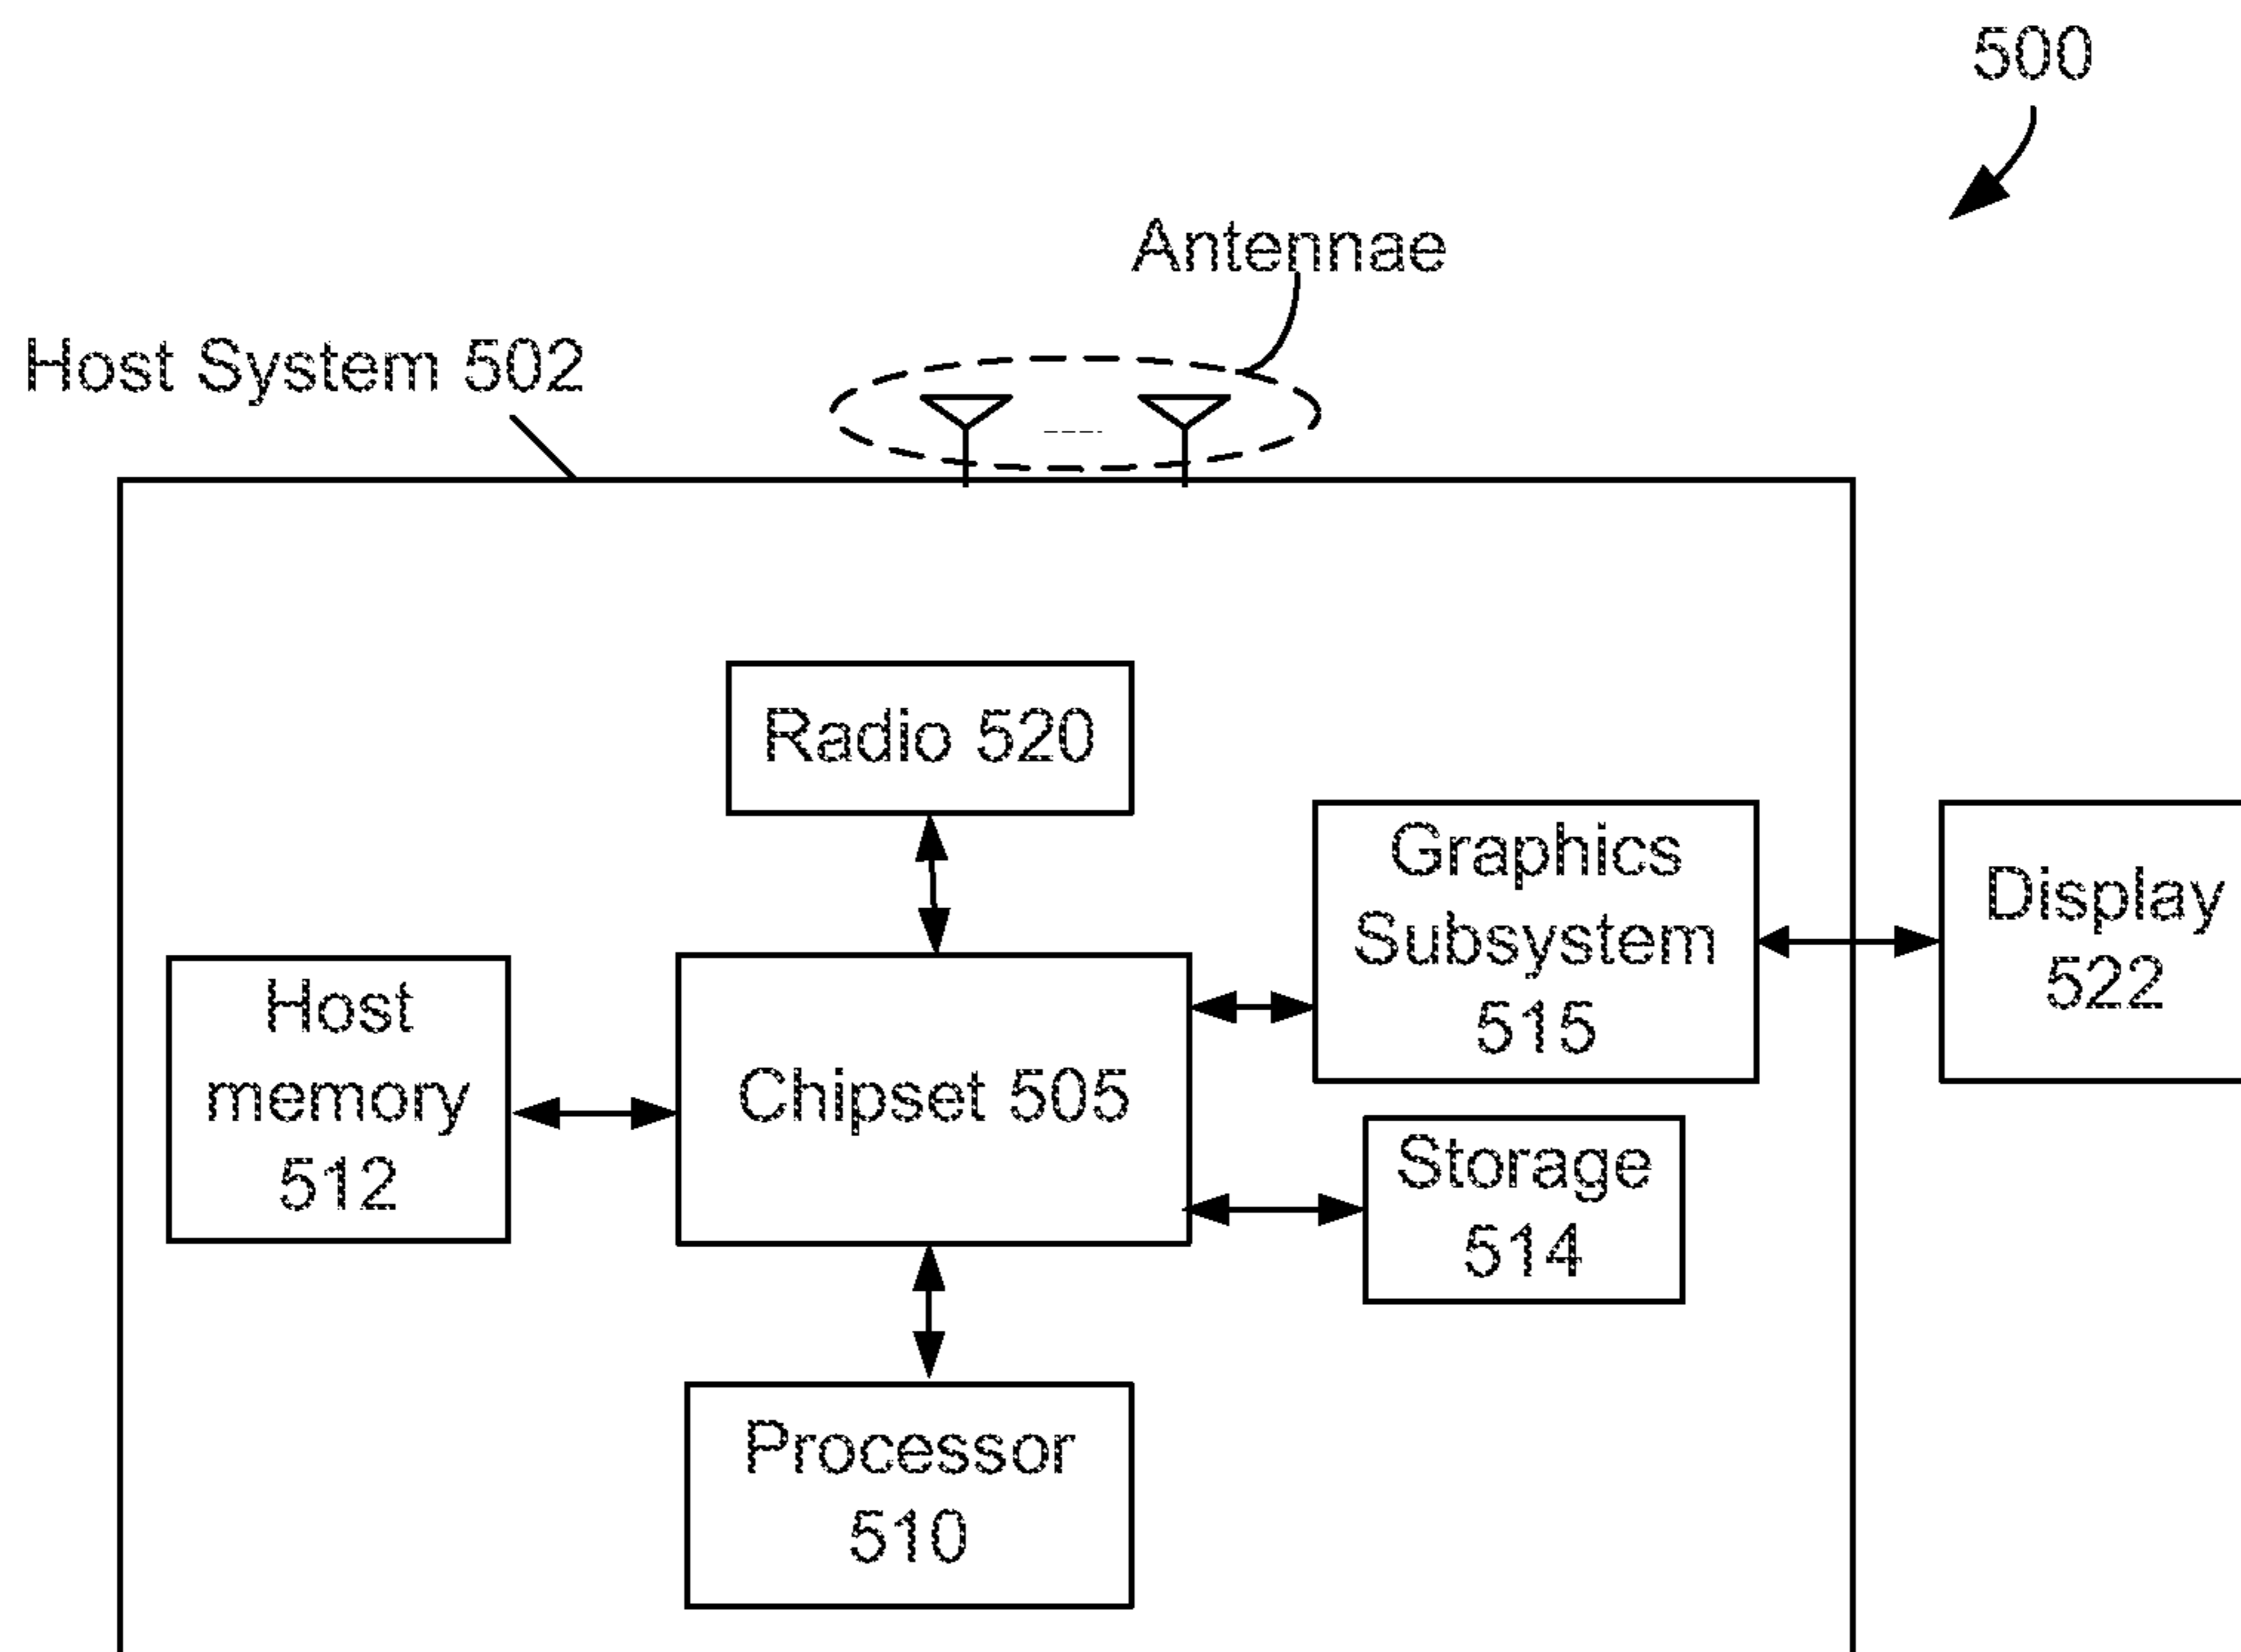 500
Antennae
Host System 502
Radio 520
Graphics
Subsystem
515
Display
522
Host
memory
512
Chipset 505
Storage
514
Processor
510